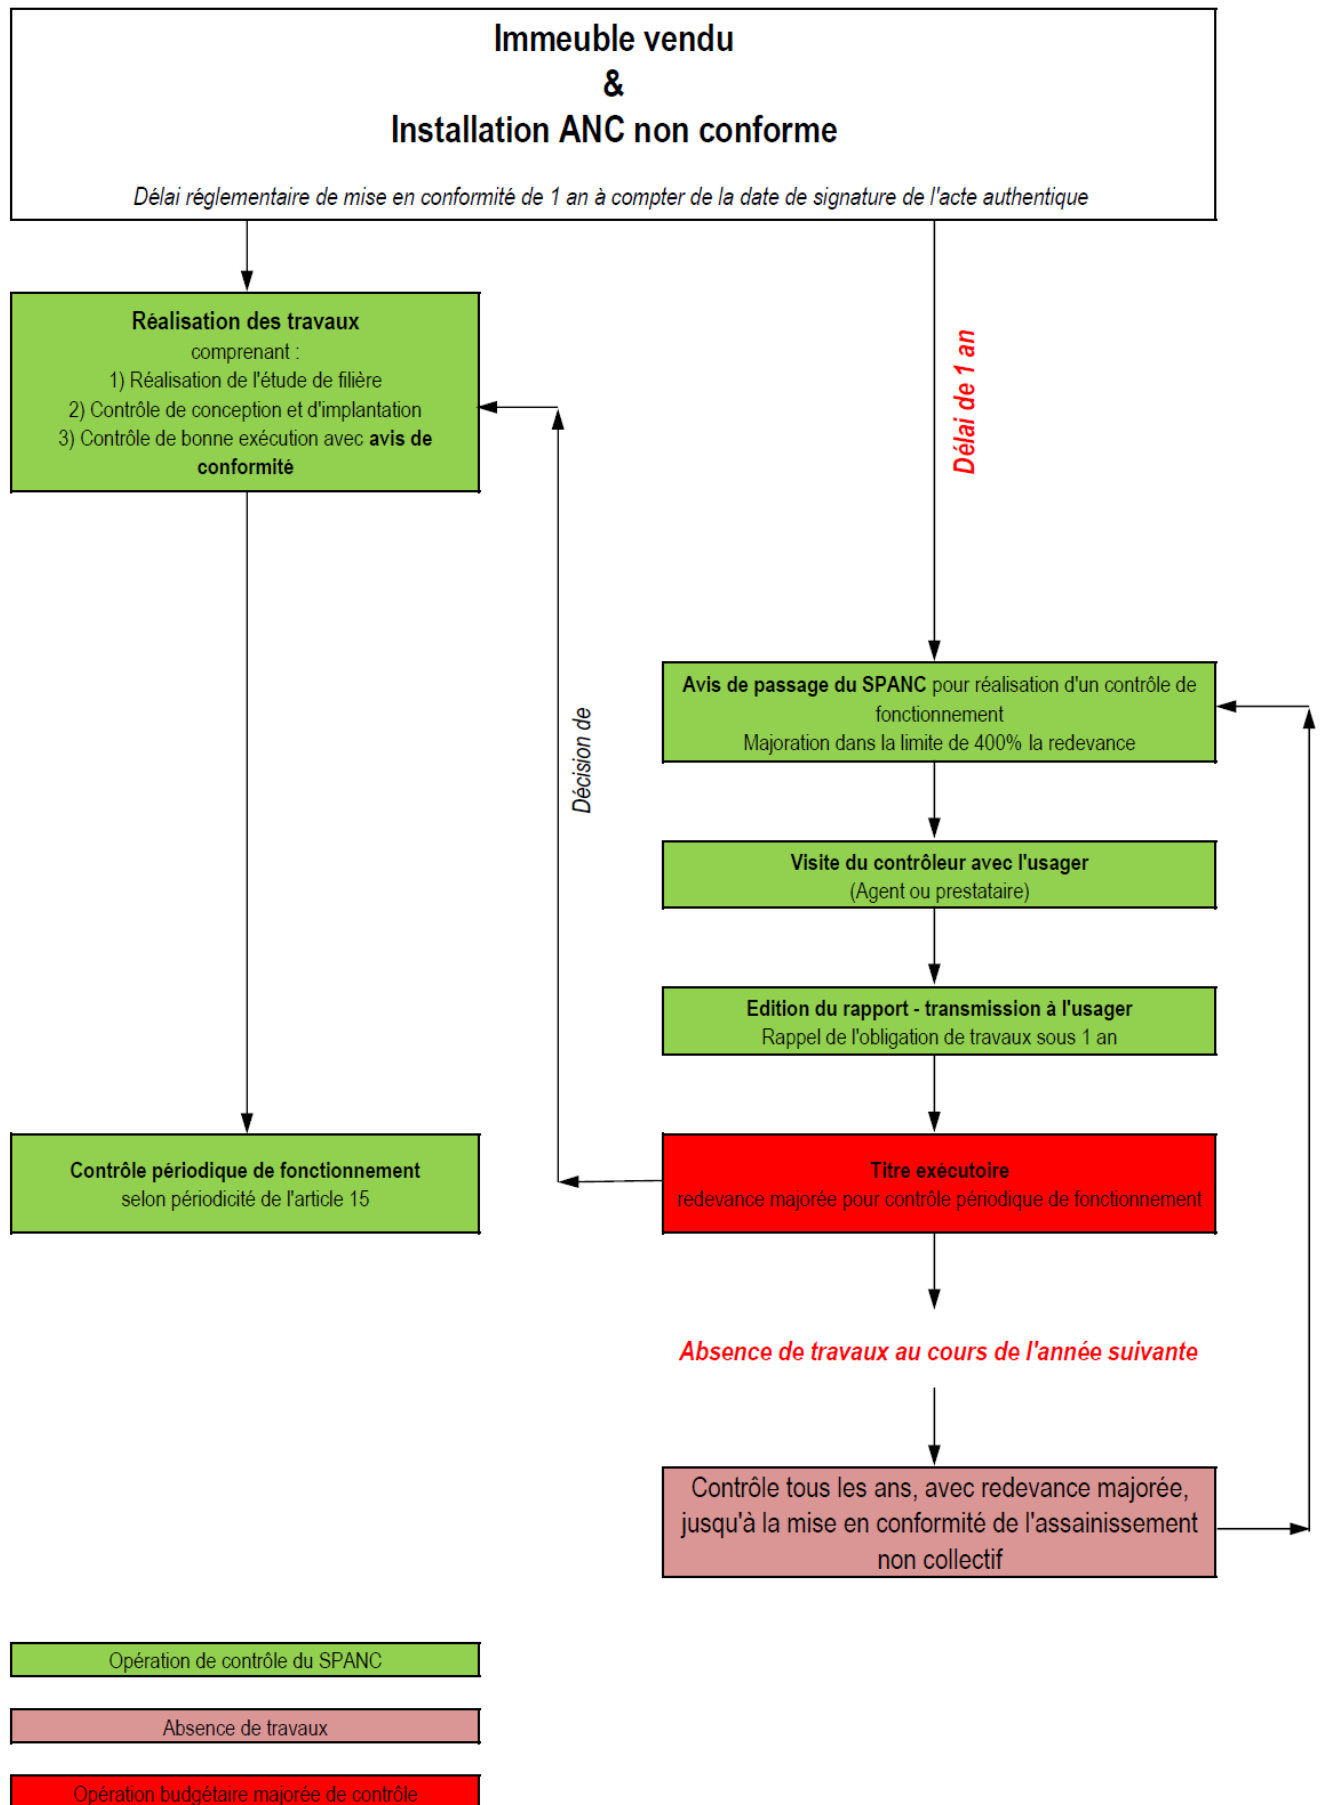 Immeuble vendu
&
Installation ANC non conforme
Délai réglementaire de mise en conformité de 1 an à compter de la date de signature de l'acte authentique
Réalisation des travaux
comprenant :
1) Réalisation de l'étude de filière
2) Contrôle de conception et d'implantation
3) Contrôle de bonne exécution avec avis de
conformité
Délai de 1 an
Avis de passage du SPANC pour réalisation d'un contrôle de
fonctionnement
Majoration dans la limite de 400% la redevance
Décision de
Visite du contrôleur avec l'usager
(Agent ou prestataire)
Edition du rapport - transmission à l'usager
Rappel de l'obligation de travaux sous 1 an
Contrôle périodique de fonctionnement
selon périodicité de l'article 15
Titre exécutoire
redevance majorée pour contrôle périodique de fonctionnement
Absence de travaux au cours de l'année suivante
Contrôle tous les ans, avec redevance majorée,
jusqu'à la mise en conformité de l'assainissement
non collectif
Opération de contrôle du SPANC
Absence de travaux
Opération budgétaire majorée de contrôle